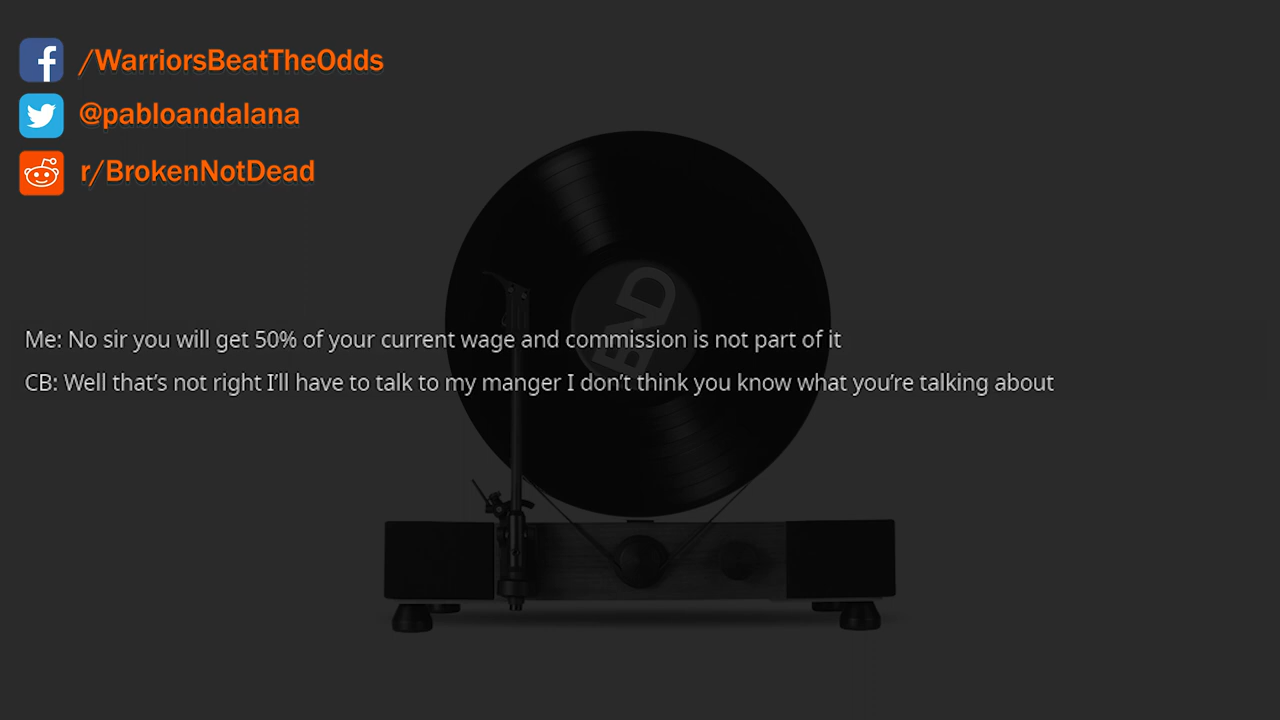 /WarriorsBeatTheOdds
@pabloandalana
r/BrokenNotDead
BND
Me: No sir you will get 50% of your current wage and commission is not part of it
CB: Well that’s not right I’ll have to talk to my manger I don’t think you know what you’re talking about